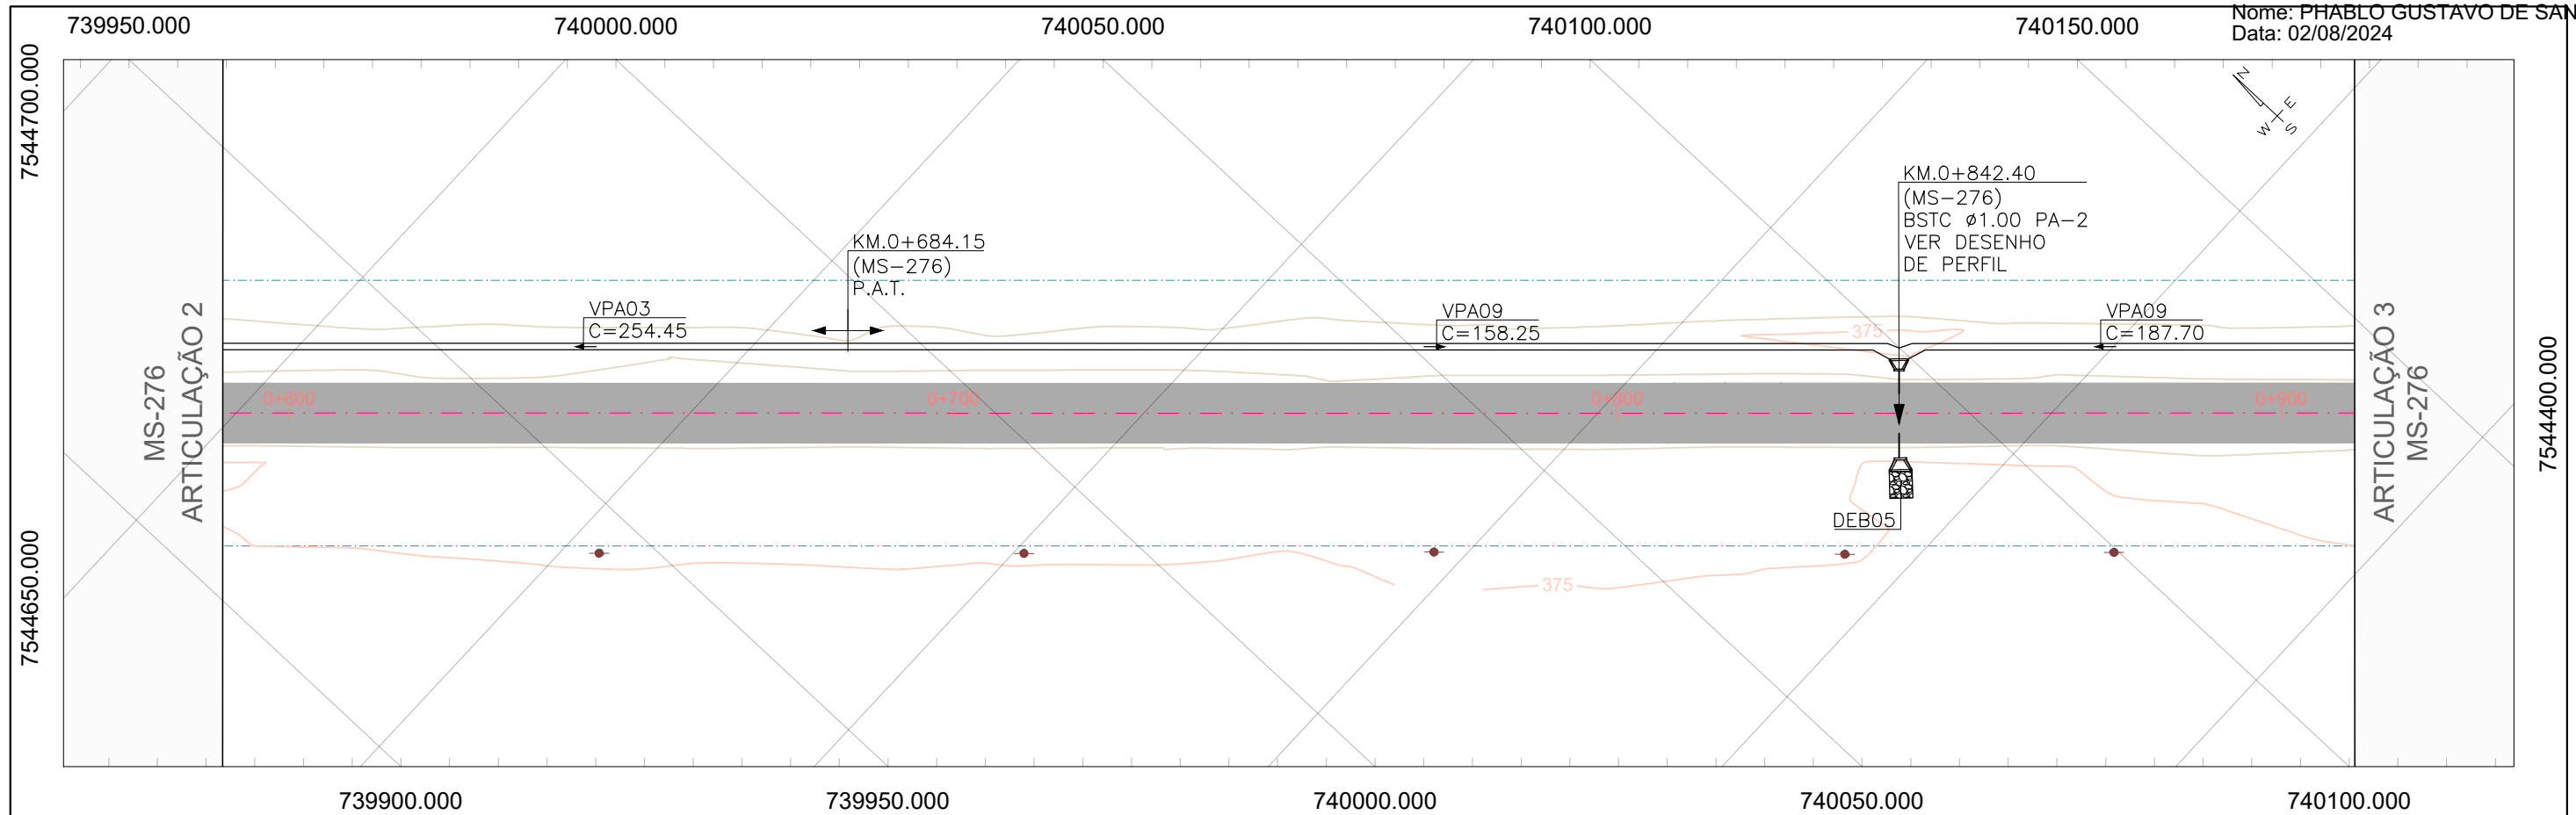 739950.000
740000.000
740050.000
740100.000
740150.000
Nome: PHABLO GUSTAVO DE SAN
Data: 02/08/2024
7544700.000
7544650.000
MS-276
ARTICULAÇÃO 2
N
E
W
S
KM.0+684.15
(MS-276)
P.A.T.
VPA03
C=254.45
VPA09
C=158.25
KM.0+842.40
(MS-276)
BSTC ø1.00 PA-2
VER DESENHO
DE PERFIL
VPA09
C=187.70
375
0+600
0+700
0+800
0+900
DEB05
375
ARTICULAÇÃO 3
MS-276
7544400.000
739900.000
739950.000
740000.000
740050.000
740100.000